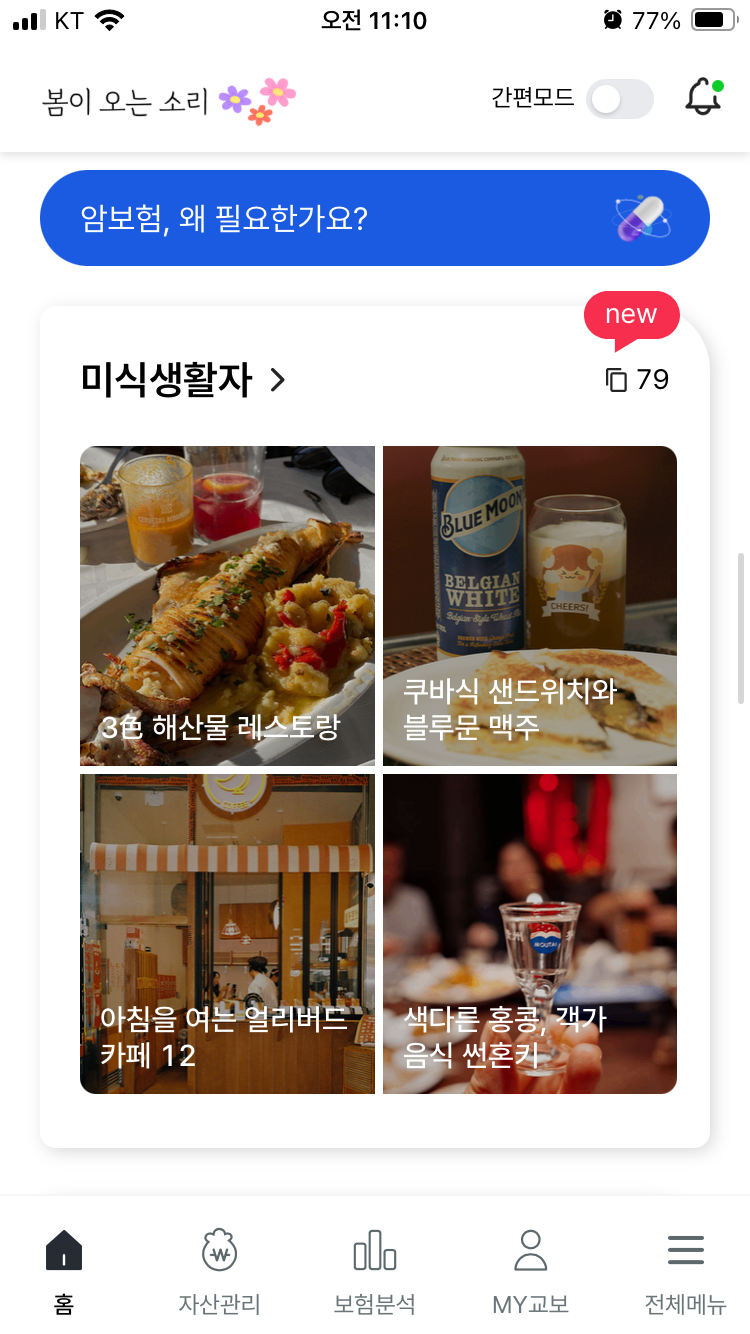 KT 오전 11:10 77%
봄이 오는 소리 간편모드
암보험, 왜 필요한가요?
new
미식생활자 79
BLUE MOON
BELGIAN
WHITE
Belgian-Style Wheat Ale
CHEERS!
3色 해산물 레스토랑
쿠바식 샌드위치와
블루문 맥주
아침을 여는 얼리버드
카페 12
색다른 홍콩, 객가
음식 썬혼키
홈 자산관리 보험분석 MY교보 전체메뉴